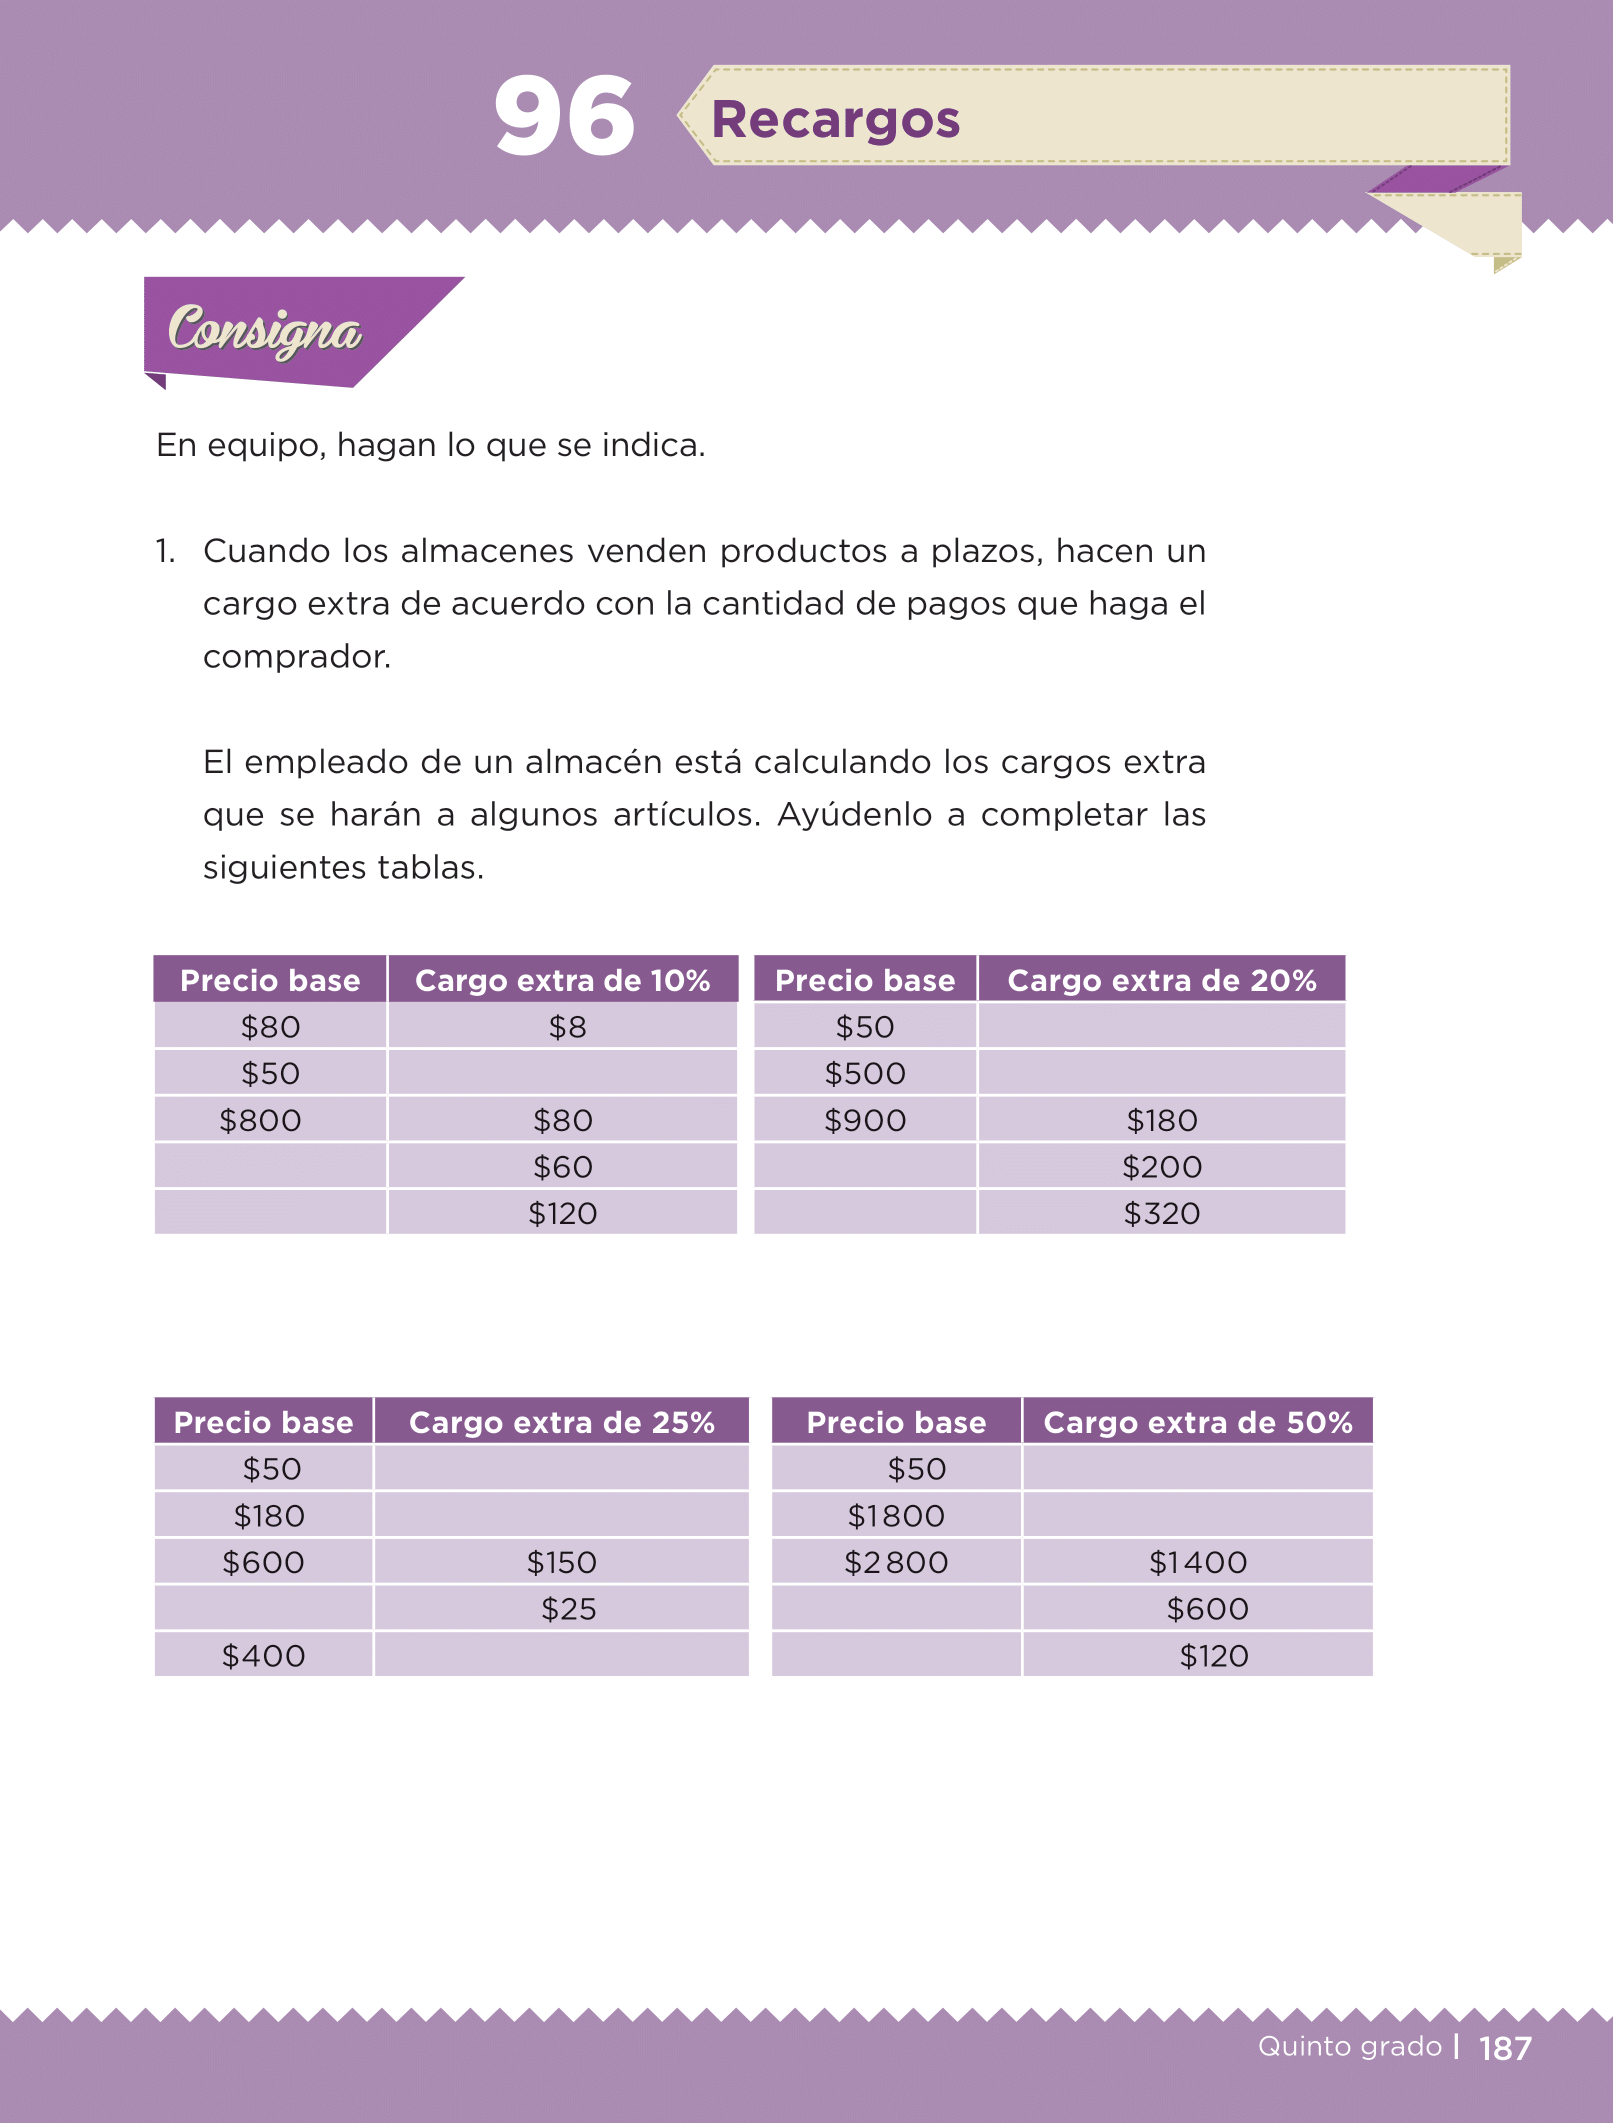 96
Recargos
Consigna
En equipo, hagan lo que se indica.
1. Cuando los almacenes venden productos a plazos, hacen un
cargo extra de acuerdo con la cantidad de pagos que haga el
comprador.
El empleado de un almacén está calculando los cargos extra
que se harán a algunos artículos. Ayúdenlo a completar las
siguientes tablas.
Precio base Cargo extra de 10%
$80 $8
$50
$800 $80
$60
$120
Precio base Cargo extra de 20%
$50
$500
$900 $180
$200
$320
Precio base Cargo extra de 25%
$50
$180
$600 $150
$25
$400
Precio base Cargo extra de 50%
$50
$1800
$2800 $1400
$600
$120
Quinto grado | 187